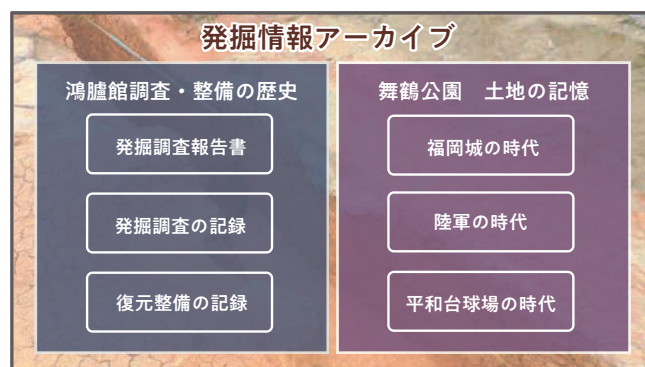 発掘情報アーカイブ
鴻臚館調査・整備の歴史
発掘調査報告書
発掘調査の記録
復元整備の記録
舞鶴公園　土地の記憶
福岡城の時代
陸軍の時代
平和台球場の時代